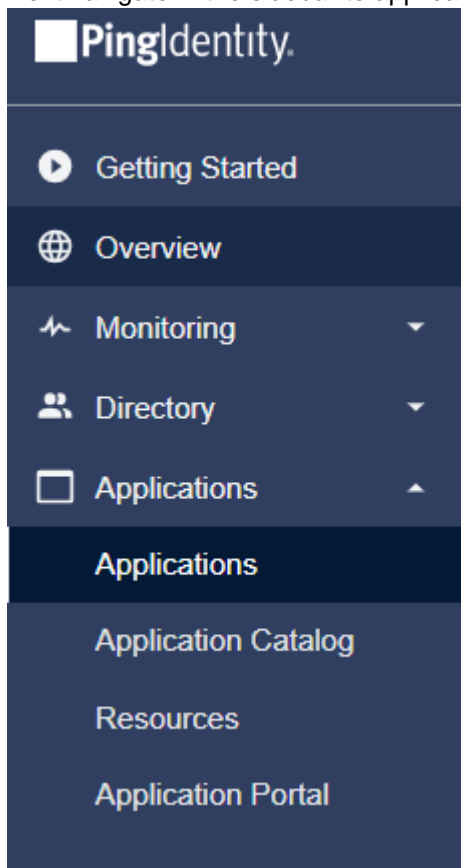 PingIdentity.
Getting Started
Overview
Monitoring
Directory
Applications
Applications
Application Catalog
Resources
Application Portal